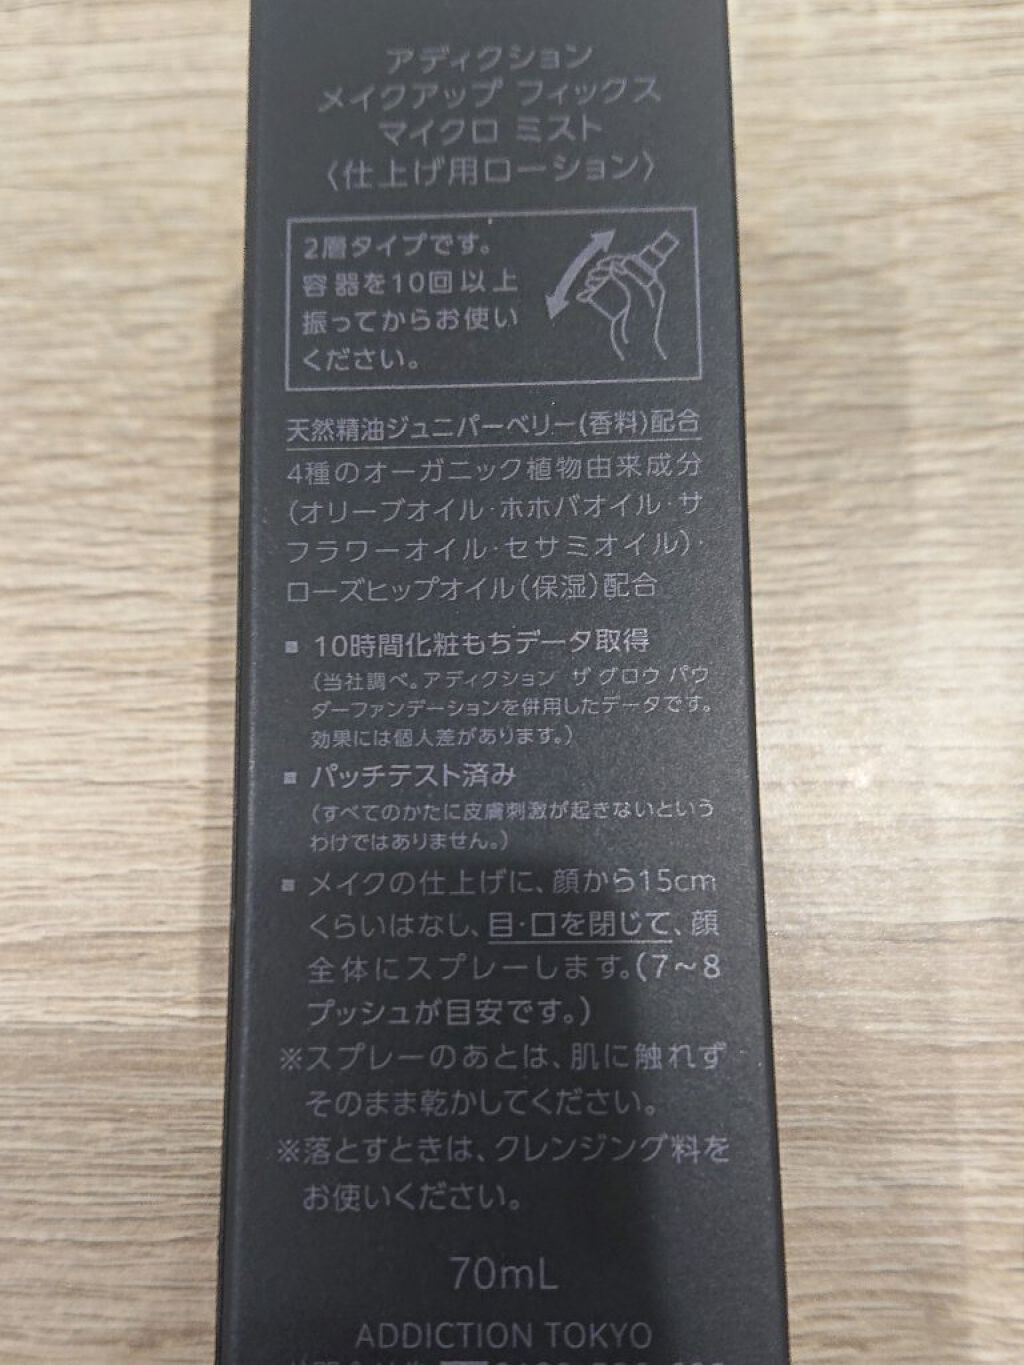 アディクション
メイクアップ フィックス
マイクロ ミスト
〈仕上げ用ローション〉
2層タイプです。
容器を10回以上
振ってからお使い
ください。
天然精油ジュニパーベリー(香料)配合
4種のオーガニック植物由来成分
(オリーブオイル･ホホバオイル･サ
フラワーオイル･セサミオイル)･
ローズヒップオイル(保湿)配合
▪ 10時間化粧もちデータ取得
(当社調べ。アディクション ザ グロウ パウ
ダーファンデーションを併用したデータです。
効果には個人差があります。)
▪ パッチテスト済み
(すべてのかたに皮膚刺激が起きないという
わけではありません。)
▪ メイクの仕上げに、顔から15cm
くらいはなし、目･口を閉じて、顔
全体にスプレーします。(7～8
プッシュが目安です。)
※スプレーのあとは、肌に触れず
そのまま乾かしてください。
※落とすときは、クレンジング料を
お使いください。
70mL
ADDICTION TOKYO